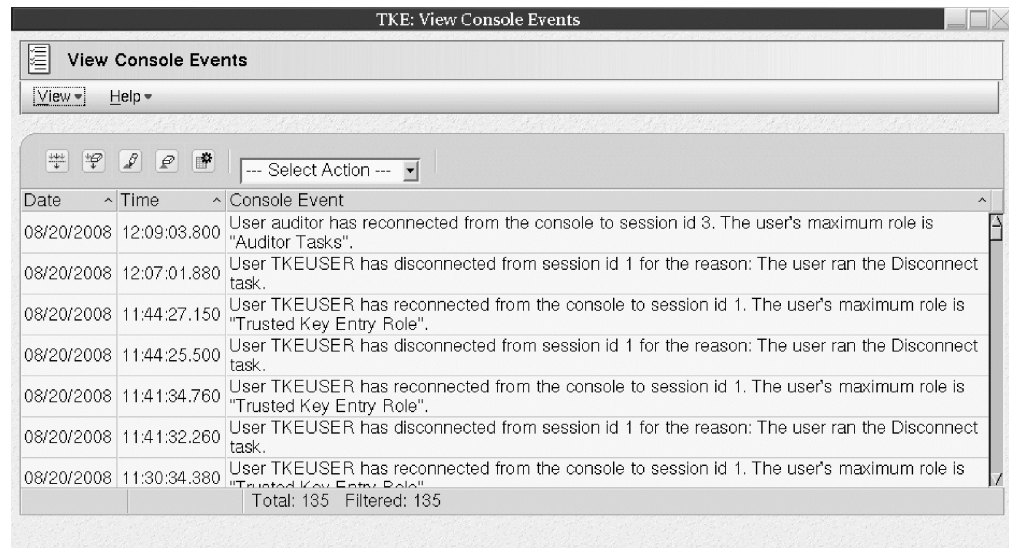 TKE: View Console Events
View Console Events
View Help
--- Select Action ---
Date Time Console Event
08/20/2008 12:09:03.800 User auditor has reconnected from the console to session id 3. The user's maximum role is
"Auditor Tasks".
08/20/2008 12:07:01.880 User TKEUSER has disconnected from session id 1 for the reason: The user ran the Disconnect
task.
08/20/2008 11:44:27.150 User TKEUSER has reconnected from the console to session id 1. The user's maximum role is
"Trusted Key Entry Role".
08/20/2008 11:44:25.500 User TKEUSER has disconnected from session id 1 for the reason: The user ran the Disconnect
task.
08/20/2008 11:41:34.760 User TKEUSER has reconnected from the console to session id 1. The user's maximum role is
"Trusted Key Entry Role".
08/20/2008 11:41:32.260 User TKEUSER has disconnected from session id 1 for the reason: The user ran the Disconnect
task.
08/20/2008 11:30:34.380 User TKEUSER has reconnected from the console to session id 1. The user's maximum role is
"Trusted Key Entry Role".
Total: 135 Filtered: 135